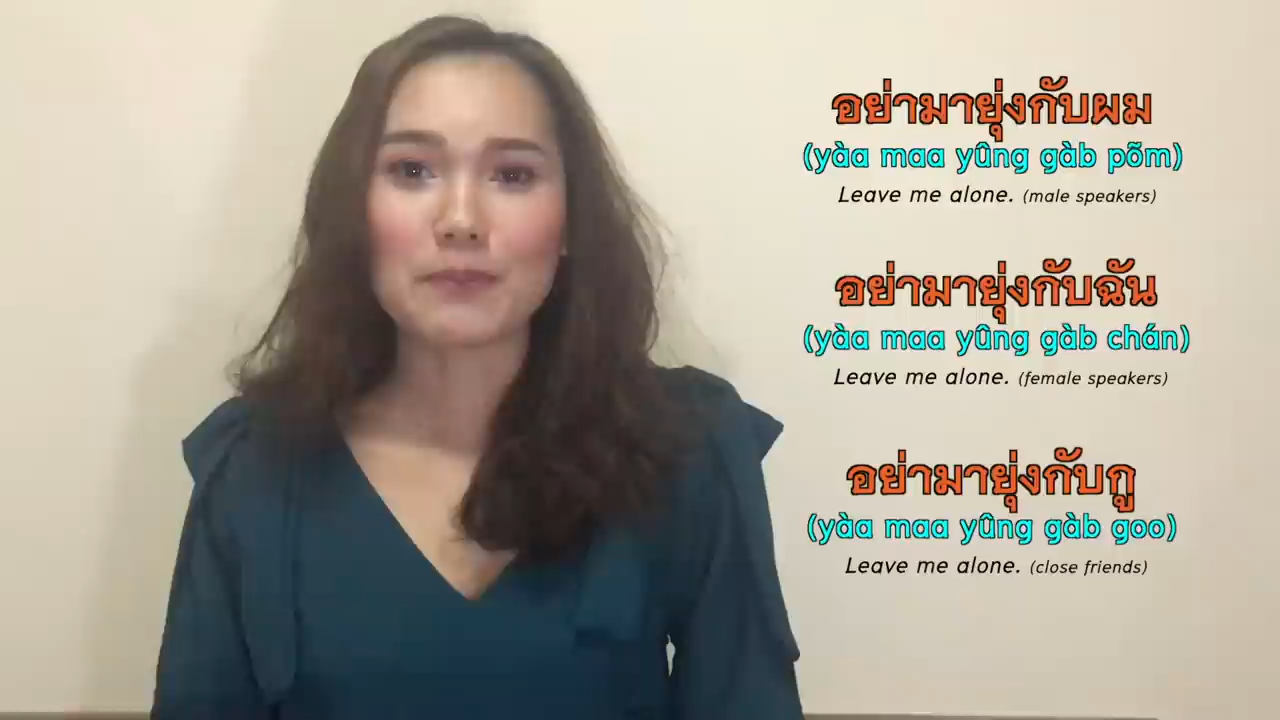 อย่ามายุ่งกับผม
(yàa maa yûng gàb põm)
Leave me alone. (male speakers)
อย่ามายุ่งกับฉัน
(yàa maa yûng gàb chán)
Leave me alone. (female speakers)
อย่ามายุ่งกับกู
(yàa maa yûng gàb goo)
Leave me alone. (close friends)